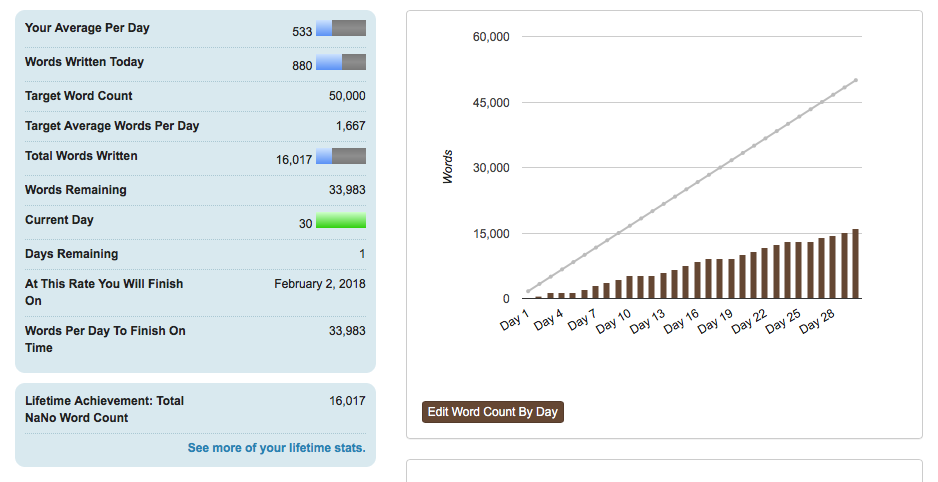 Your Average Per Day 533
Words Written Today 880
Target Word Count 50,000
Target Average Words Per Day 1,667
Total Words Written 16,017
Words Remaining 33,983
Current Day 30
Days Remaining 1
At This Rate You Will Finish February 2, 2018
On
Words Per Day To Finish On 33,983
Time
Lifetime Achievement: Total 16,017
NaNo Word Count
See more of your lifetime stats.
60,000
45,000
30,000
15,000
0
Words
Day 1 Day 4 Day 7 Day 10 Day 13 Day 16 Day 19 Day 22 Day 25 Day 28
Edit Word Count By Day